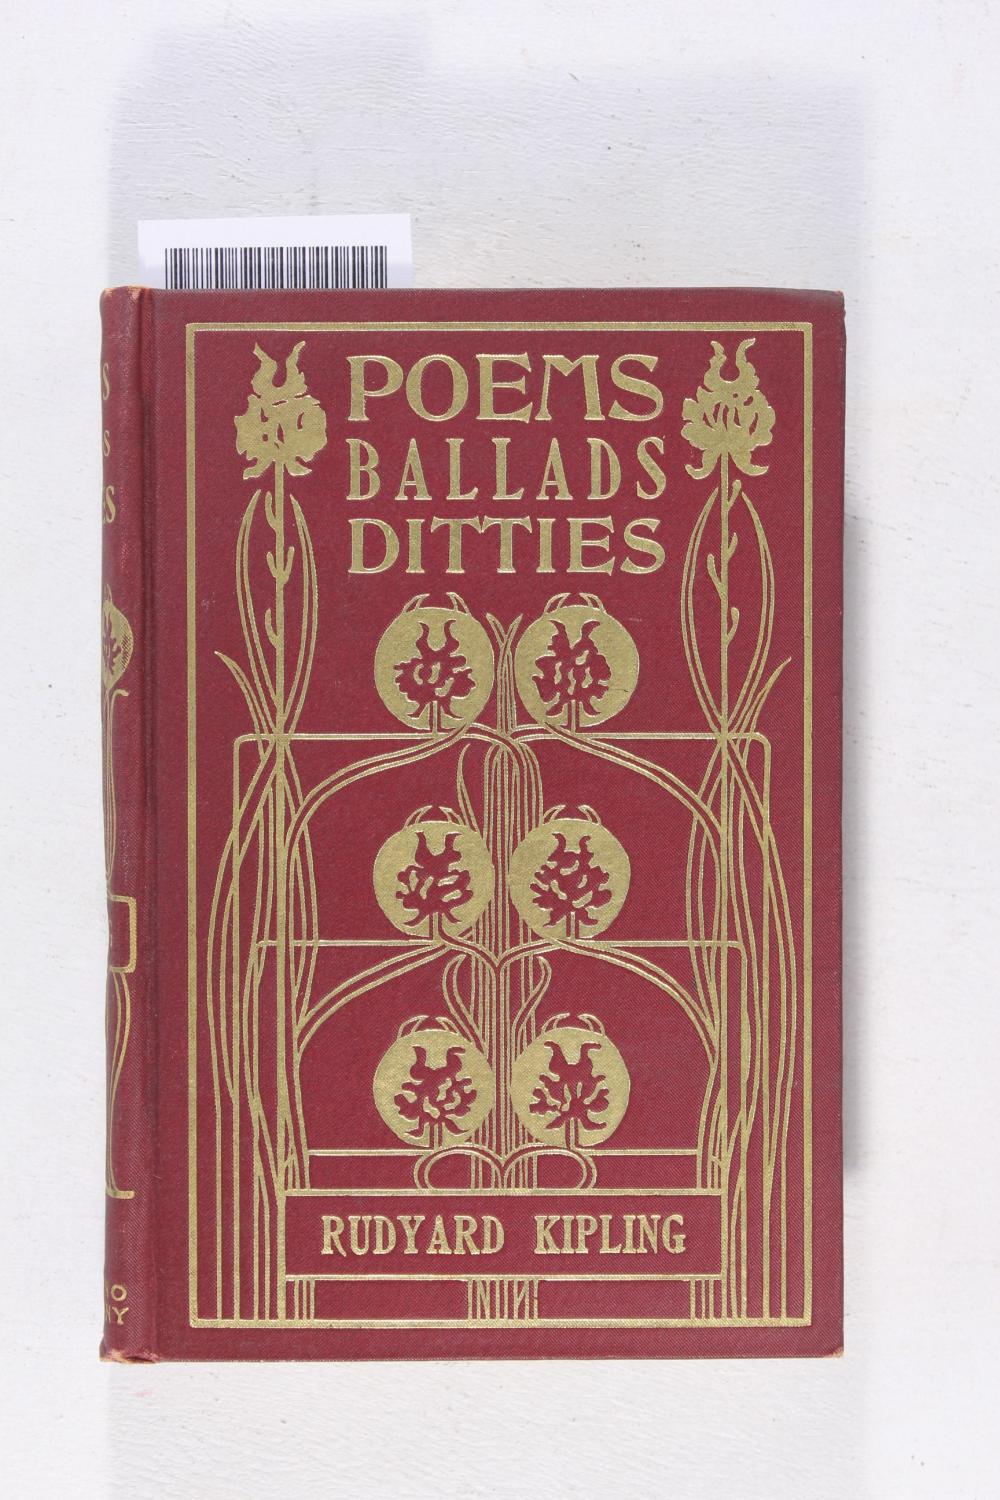 POEMS
BALLADS
DITTIES
RUDYARD KIPLING